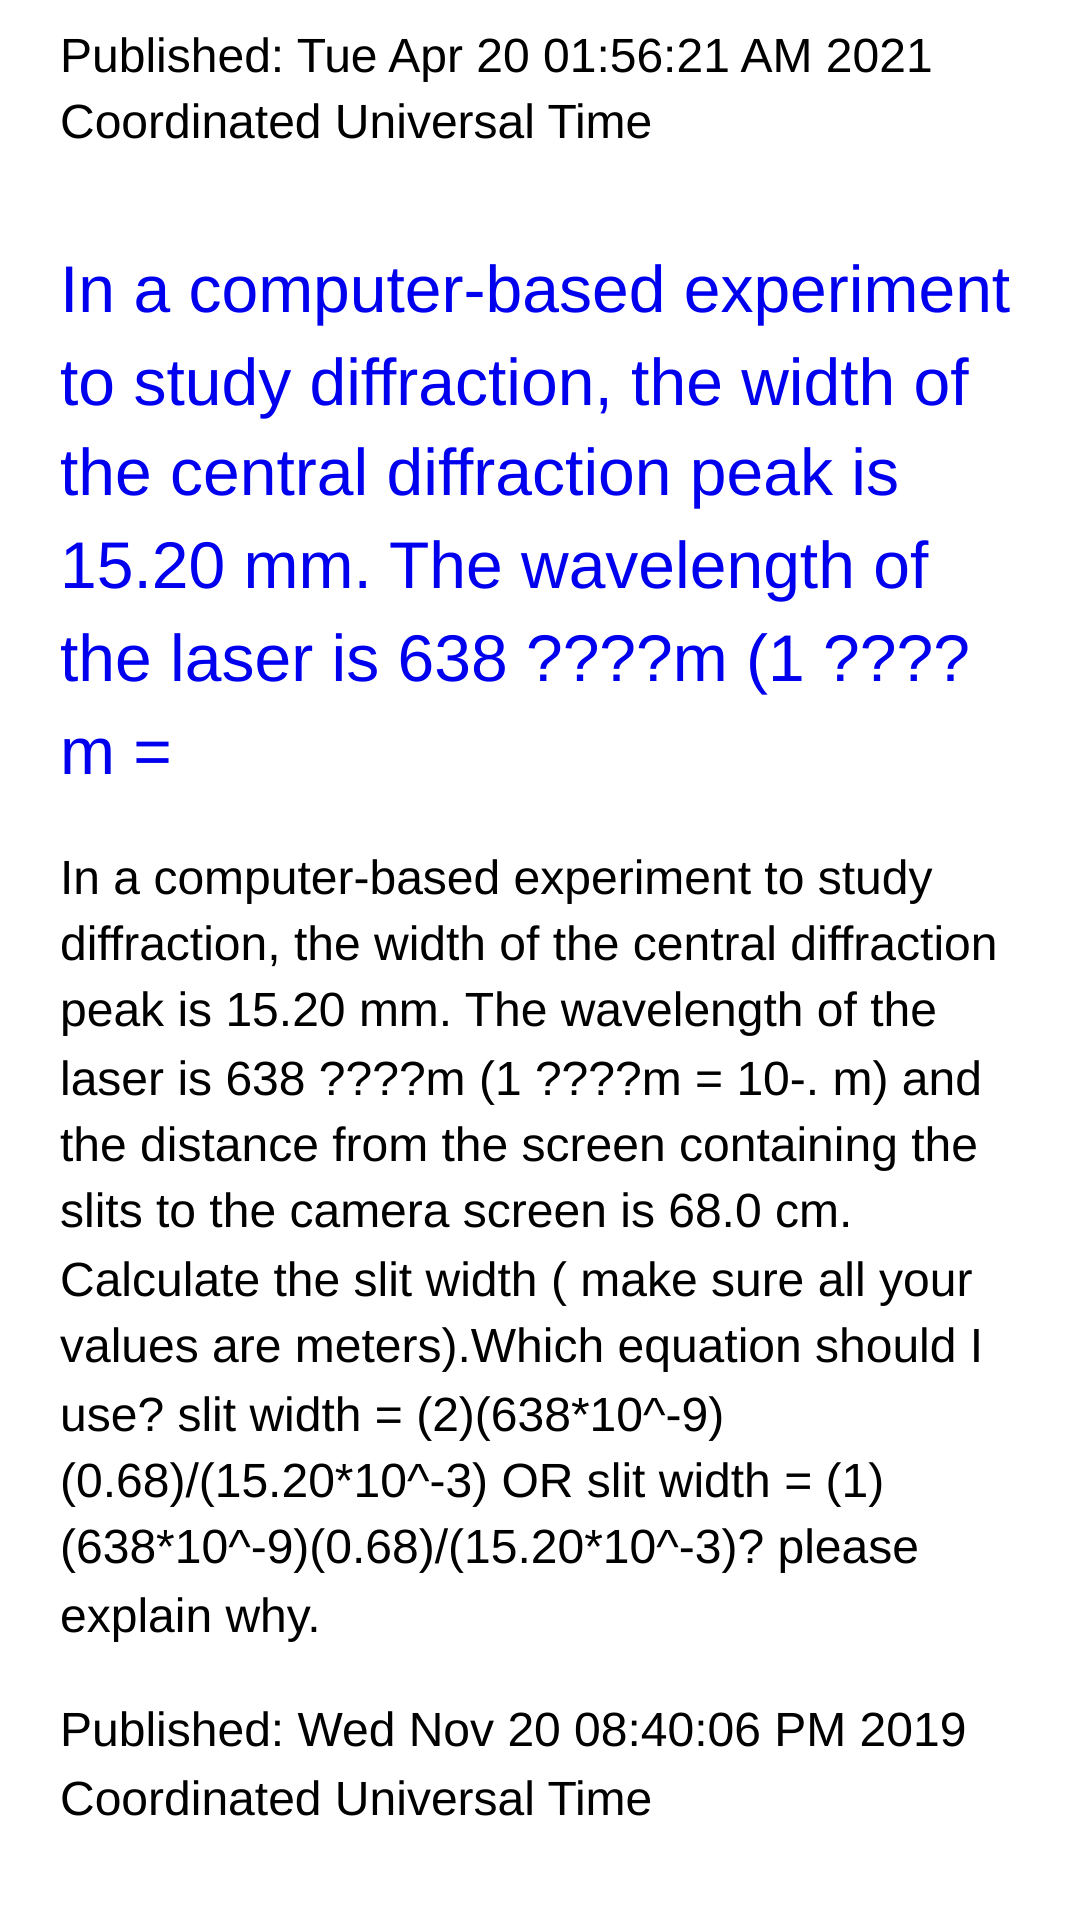 Published: Tue Apr 20 01:56:21 AM 2021
Coordinated Universal Time
In a computer-based experiment
to study diffraction, the width of
the central diffraction peak is
15.20 mm. The wavelength of
the laser is 638 ????m (1 ????
m =
In a computer-based experiment to study
diffraction, the width of the central diffraction
peak is 15.20 mm. The wavelength of the
laser is 638 ????m (1 ????m = 10-. m) and
the distance from the screen containing the
slits to the camera screen is 68.0 cm.
Calculate the slit width ( make sure all your
values are meters).Which equation should I
use? slit width = (2)(638*10^-9)
(0.68)/(15.20*10^-3) OR slit width = (1)
(638*10^-9)(0.68)/(15.20*10^-3)? please
explain why.
Published: Wed Nov 20 08:40:06 PM 2019
Coordinated Universal Time